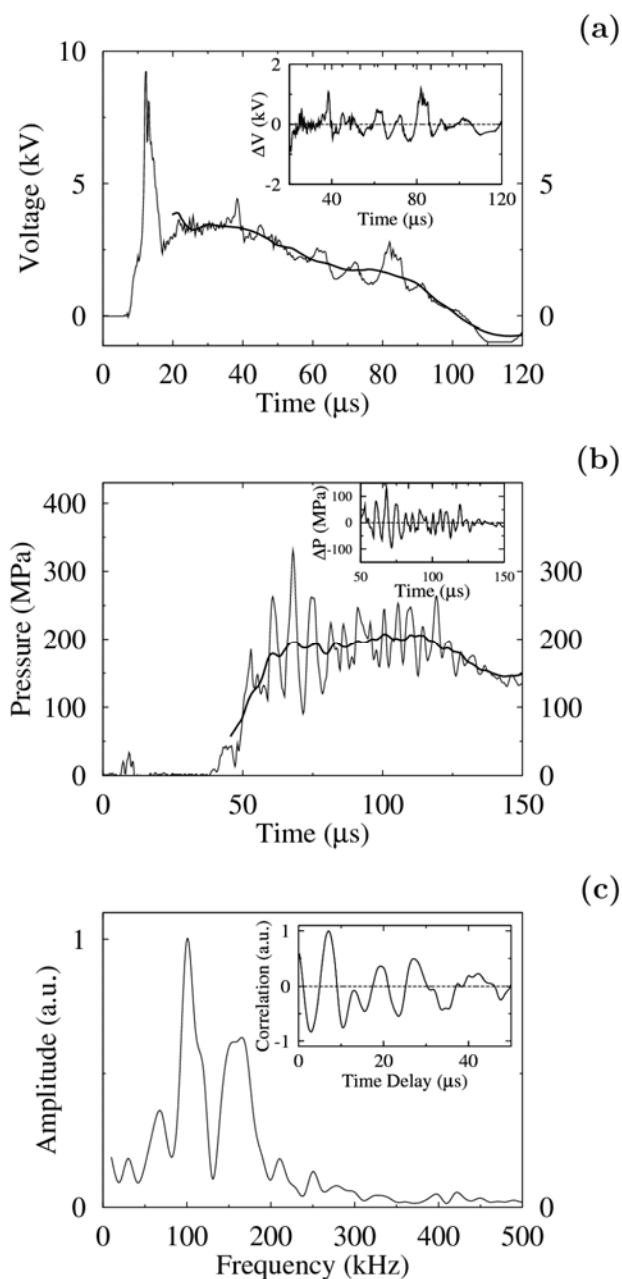 (a)
10
5
0
Voltage (kV)
5
0
0 20 40 60 80 100 120
Time (μs)
2
0
-2
ΔV (kV)
40 80 120
Time (μs)
(b)
400
300
200
100
0
Pressure (MPa)
300
200
100
0
0 50 100 150
Time (μs)
100
0
-100
ΔP (MPa)
50 75 100 125 150
Time (μs)
(c)
1
0
Amplitude (a.u.)
0
0 100 200 300 400 500
Frequency (kHz)
1
0
-1
Correlation (a.u.)
0 20 40
Time Delay (μs)